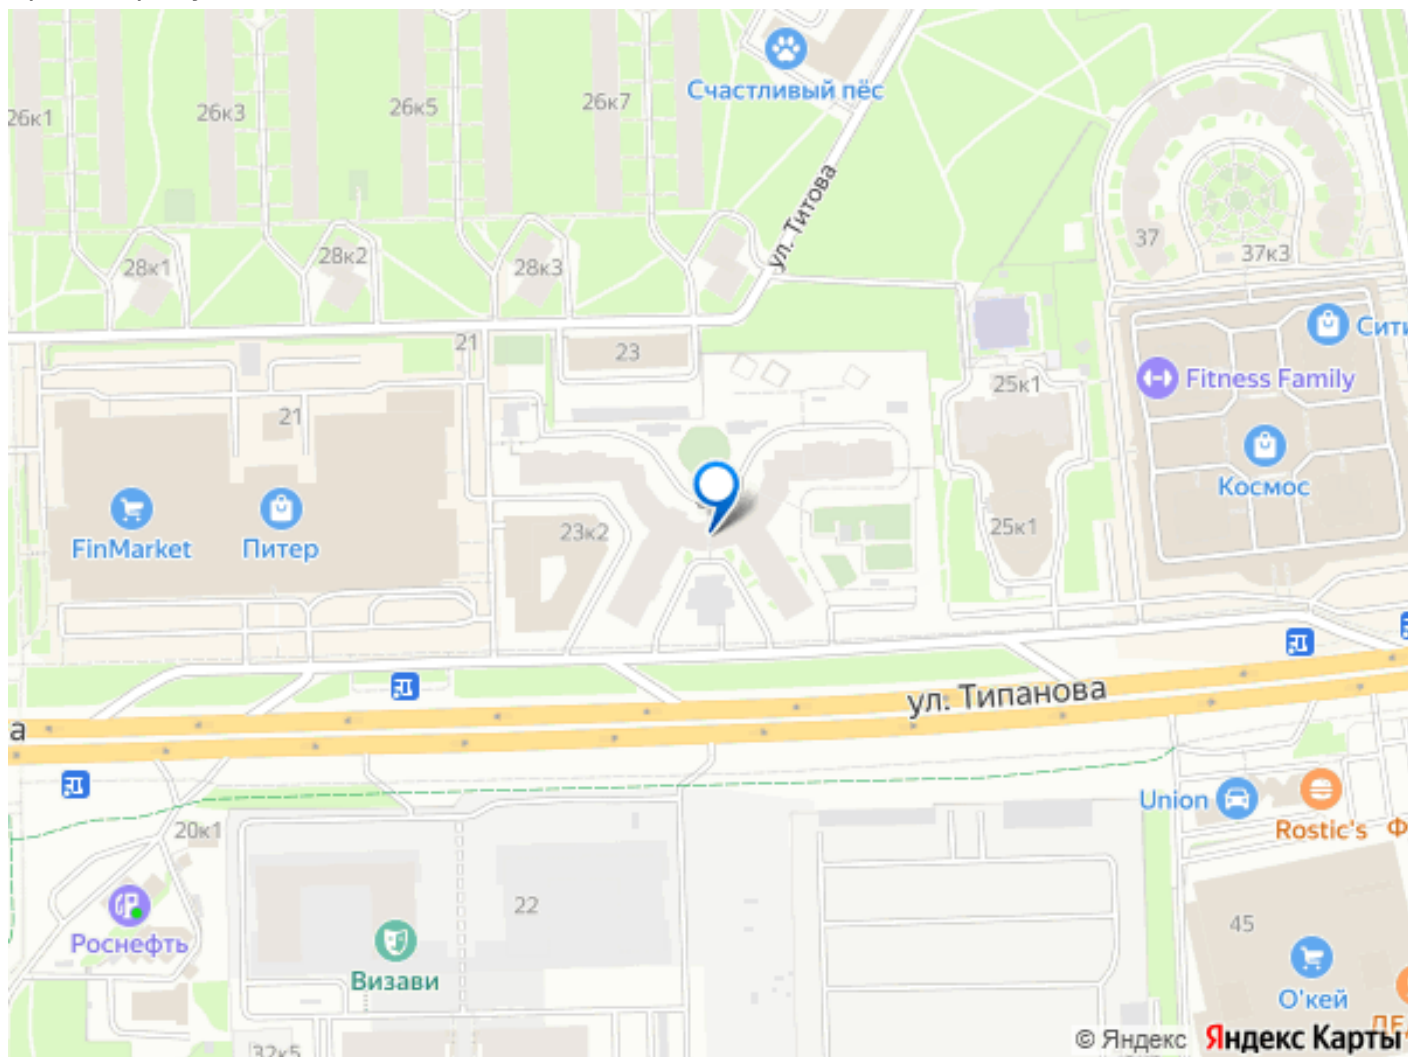 Счастливый пёс
26к1
26к3
26к5
26к7
ул. Титова
28к1
28к2
28к3
37
37к3
21
23
Сити
Fitness Family
25к1
21
Космос
FinMarket
Питер
23к2
25к1
ул. Типанова
а
Union
Rostic's
Ф
20к1
22
45
Роснефть
Визави
О'кей
32к5
© Яндекс
Яндекс Карты